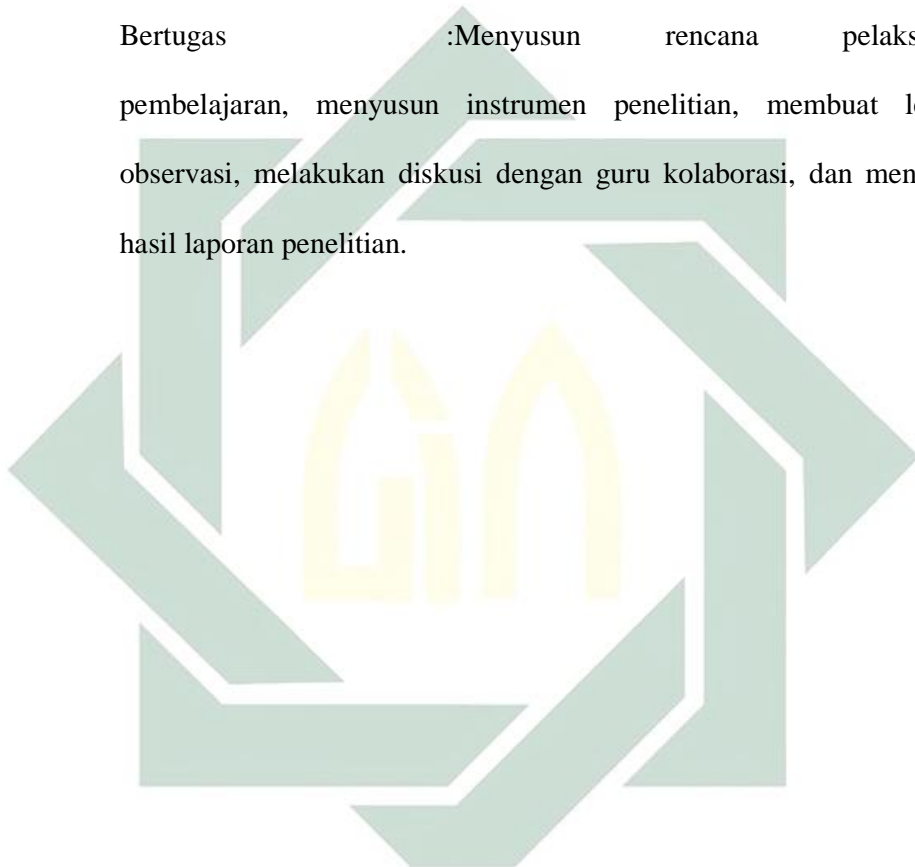 Bertugas :Menyusun rencana
pembelajaran, menyusun instrumen penelitian, membuat
observasi, melakukan diskusi dengan guru kolaborasi, dan
hasil laporan penelitian.